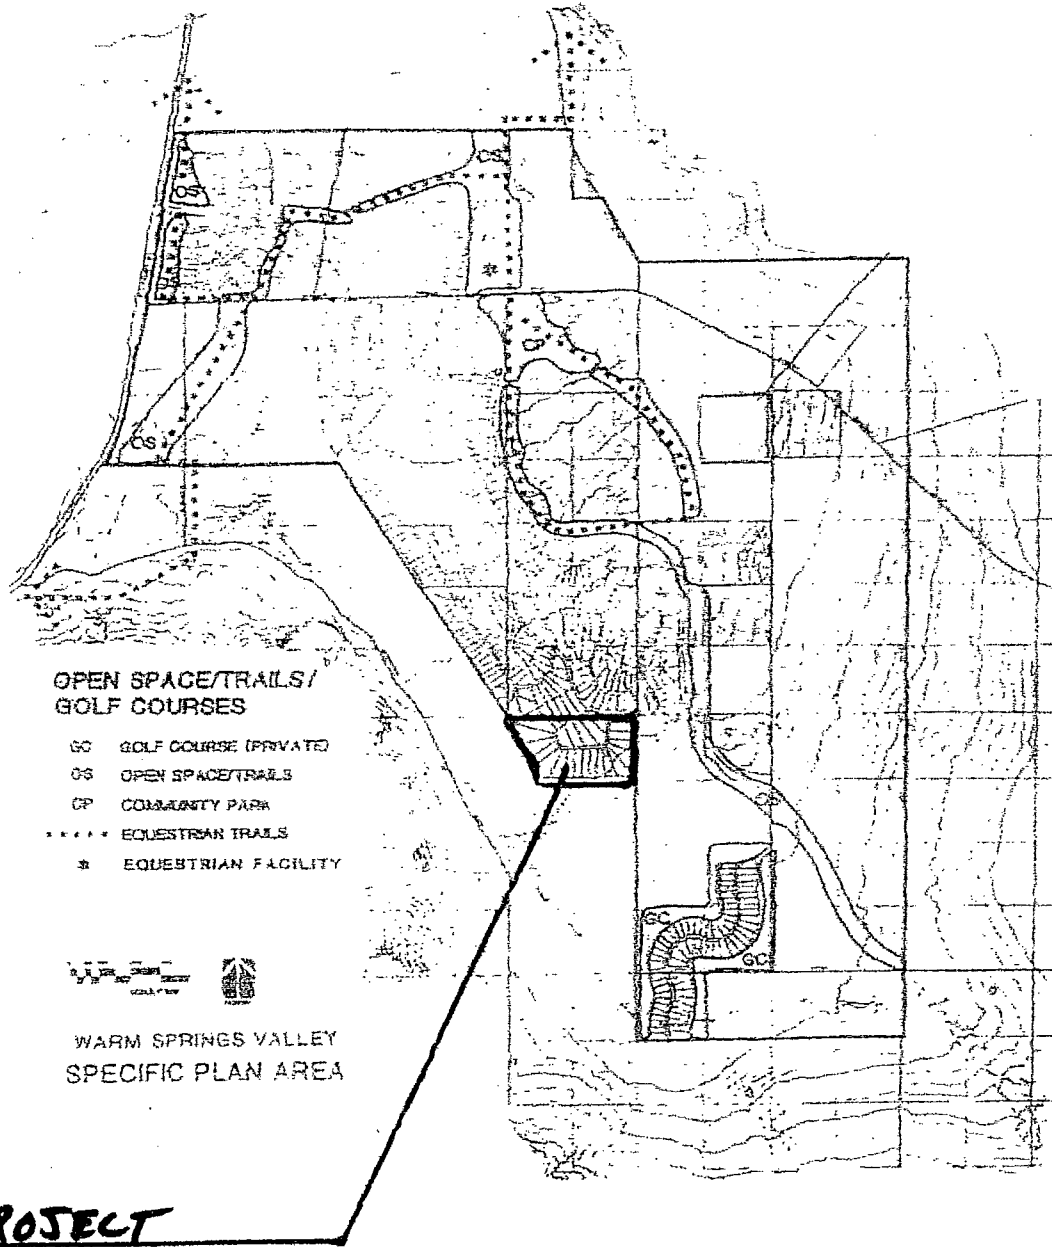 OS
OS
OS
CP
OPEN SPACE/TRAILS/
GOLF COURSES
GC GOLF COURSE (PRIVATE)
OS OPEN SPACE/TRAILS
CP COMMUNITY PARK
EQUESTRIAN TRAILS
* EQUESTRIAN FACILITY
OS
GC
GC
WARM SPRINGS VALLEY
SPECIFIC PLAN AREA
ROJECT